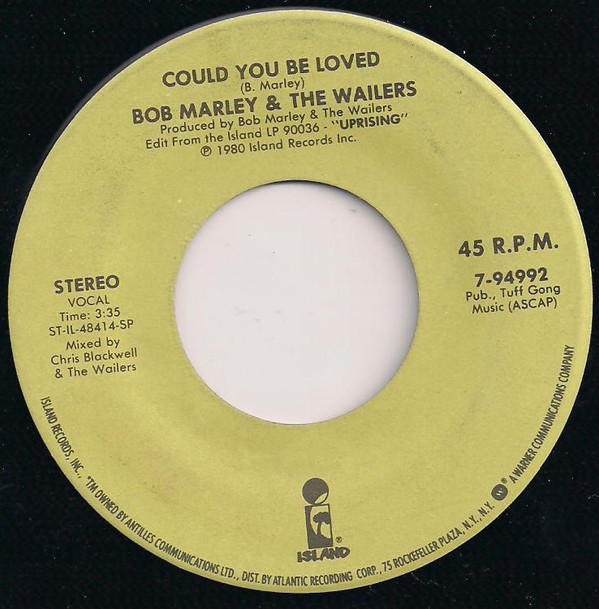 COULD YOU BE LOVED
(B. Marley)
BOB MARLEY & THE WAILERS
Produced by Bob Marley & The Wailers
Edit From the Island LP 90036 - "UPRISING"
℗ 1980 Island Records Inc.
STEREO
VOCAL
Time: 3:35
ST-IL-48414-SP
Mixed by
Chris Blackwell
& The Wailers
45 R.P.M.
7-94992
Pub., Tuff Gong
Music (ASCAP)
ISLAND®
ISLAND RECORDS, INC., *TM OWNED BY ANTILLES COMMUNICATIONS LTD., DIST. BY ATLANTIC RECORDING CORP., 75 ROCKEFELLER PLAZA, N.Y., N.Y. ® A WARNER COMMUNICATIONS COMPANY